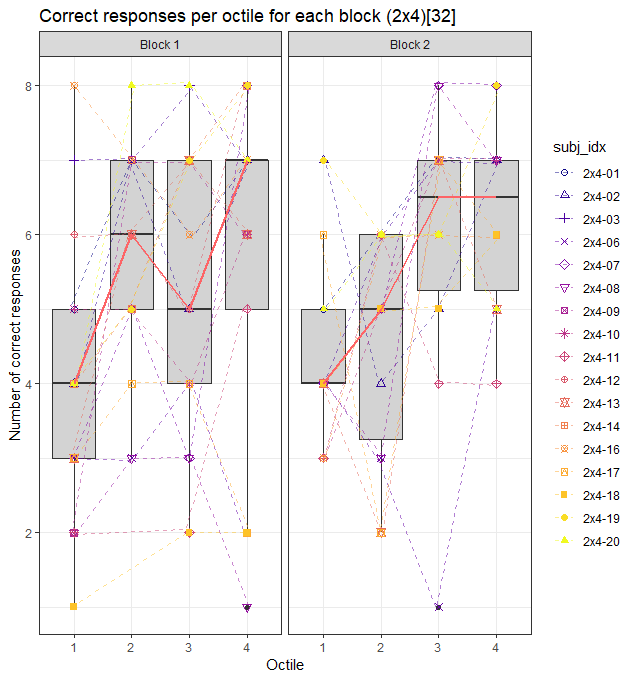 Correct responses per octile for each block (2x4)[32]
Block 1
Block 2
8
6
4
2
Number of correct responses
1 2 3 4
1 2 3 4
Octile
subj_idx
2x4-01
2x4-02
2x4-03
2x4-06
2x4-07
2x4-08
2x4-09
2x4-10
2x4-11
2x4-12
2x4-13
2x4-14
2x4-16
2x4-17
2x4-18
2x4-19
2x4-20